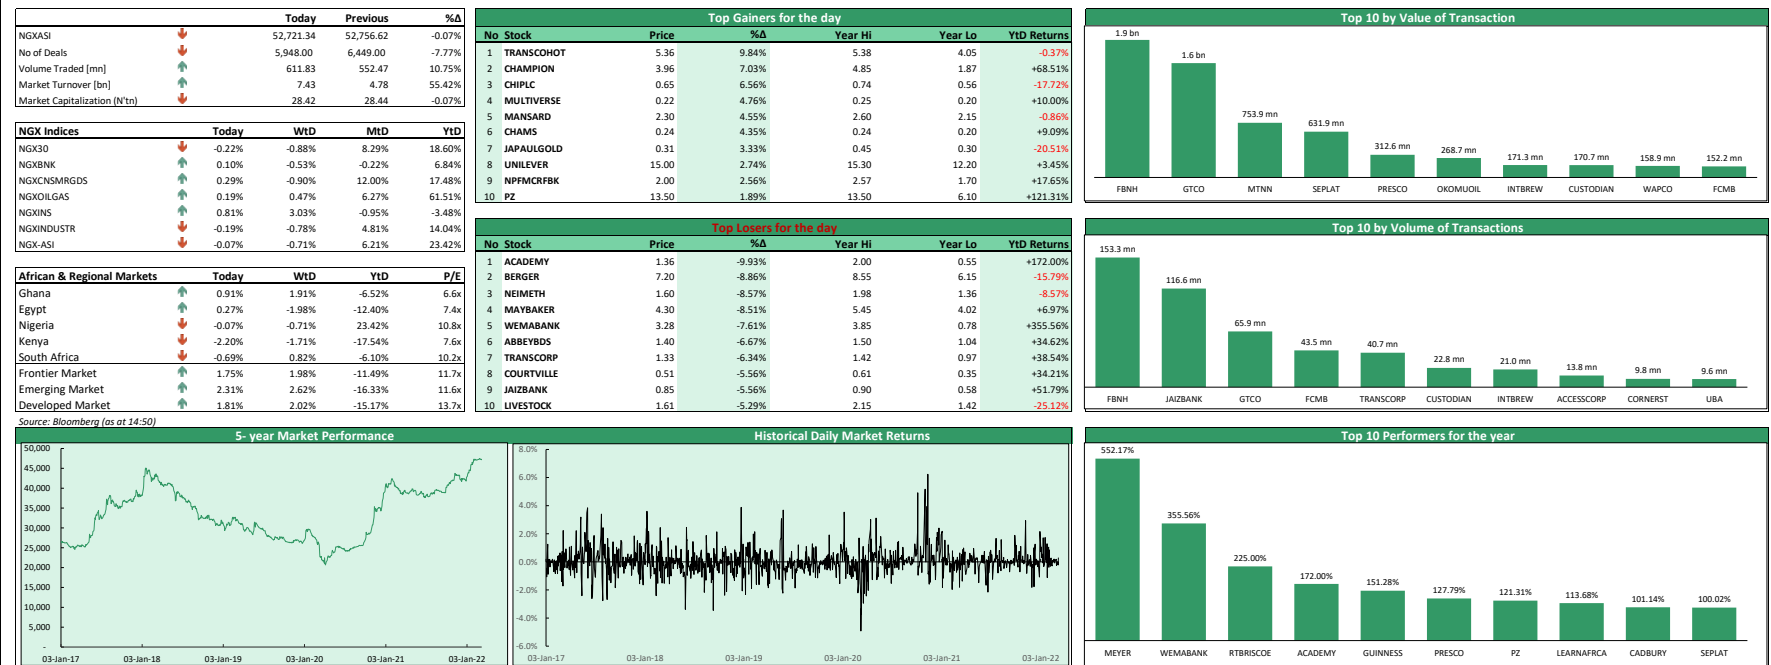 Today Previous %Δ
NGXASI 52,721.34 52,756.62 -0.07%
No of Deals 5,948.00 6,449.00 -7.77%
Volume Traded [mn] 611.83 552.47 10.75%
Market Turnover [bn] 7.43 4.78 55.42%
Market Capitalization (N'tn) 28.42 28.44 -0.07%
NGX Indices Today WtD MtD YtD
NGX30 -0.22% -0.88% 8.29% 18.60%
NGXBNK 0.10% -0.53% -0.22% 6.84%
NGXCNSMRGDS 0.29% -0.90% 12.00% 17.48%
NGXOILGAS 0.19% 0.47% 6.27% 61.51%
NGXINS 0.81% 3.03% -0.95% -3.48%
NGXINDUSTR -0.19% -0.78% 4.81% 14.04%
NGX-ASI -0.07% -0.71% 6.21% 23.42%
African & Regional Markets Today WtD YtD P/E
Ghana 0.91% 1.91% -6.52% 6.6x
Egypt 0.27% -1.98% -12.40% 7.4x
Nigeria -0.07% -0.71% 23.42% 10.8x
Kenya -2.20% -1.71% -17.54% 7.6x
South Africa -0.69% 0.82% -6.10% 10.2x
Frontier Market 1.75% 1.98% -11.49% 11.7x
Emerging Market 2.31% 2.62% -16.33% 11.6x
Developed Market 1.81% 2.02% -15.17% 13.7x
Source: Bloomberg (as at 14:50)
Top Gainers for the day
No Stock Price %Δ Year Hi Year Lo YtD Returns
1 TRANSCOHOT 5.36 9.84% 5.38 4.05 -0.37%
2 CHAMPION 3.96 7.03% 4.85 1.87 +68.51%
3 CHIPLC 0.65 6.56% 0.74 0.56 -17.72%
4 MULTIVERSE 0.22 4.76% 0.25 0.20 +10.00%
5 MANSARD 2.30 4.55% 2.60 2.15 -0.86%
6 CHAMS 0.24 4.35% 0.24 0.20 +9.09%
7 JAPAULGOLD 0.31 3.33% 0.45 0.30 -20.51%
8 UNILEVER 15.00 2.74% 15.30 12.20 +3.45%
9 NPFMCRFBK 2.00 2.56% 2.57 1.70 +17.65%
10 PZ 13.50 1.89% 13.50 6.10 +121.31%
Top Losers for the day
No Stock Price %Δ Year Hi Year Lo YtD Returns
1 ACADEMY 1.36 -9.93% 2.00 0.55 +172.00%
2 BERGER 7.20 -8.86% 8.55 6.15 -15.79%
3 NEIMETH 1.60 -8.57% 1.98 1.36 -8.57%
4 MAYBAKER 4.30 -8.51% 5.45 4.02 +6.97%
5 WEMABANK 3.28 -7.61% 3.85 0.78 +355.56%
6 ABBEYBDS 1.40 -6.67% 1.50 1.04 +34.62%
7 TRANSCORP 1.33 -6.34% 1.42 0.97 +38.54%
8 COURTVILLE 0.51 -5.56% 0.61 0.35 +34.21%
9 JAIZBANK 0.85 -5.56% 0.90 0.58 +51.79%
10 LIVESTOCK 1.61 -5.29% 2.15 1.42 -25.12%
Top 10 by Value of Transaction
1.9 bn 1.6 bn 753.9 mn 631.9 mn 312.6 mn 268.7 mn 171.3 mn 170.7 mn 158.9 mn 152.2 mn
FBNH GTCO MTNN SEPLAT PRESCO OKOMUOIL INTBREW CUSTODIAN WAPCO FCMB
Top 10 by Volume of Transactions
153.3 mn 116.6 mn 65.9 mn 43.5 mn 40.7 mn 22.8 mn 21.0 mn 13.8 mn 9.8 mn 9.6 mn
FBNH JAIZBANK GTCO FCMB TRANSCORP CUSTODIAN INTBREW ACCESSCORP CORNERST UBA
5- year Market Performance
50,000
45,000
40,000
35,000
30,000
25,000
20,000
15,000
10,000
5,000
-
03-Jan-17 03-Jan-18 03-Jan-19 03-Jan-20 03-Jan-21 03-Jan-22
Historical Daily Market Returns
8.0%
6.0%
4.0%
2.0%
0.0%
-2.0%
-4.0%
-6.0%
03-Jan-17 03-Jan-18 03-Jan-19 03-Jan-20 03-Jan-21 03-Jan-22
Top 10 Performers for the year
552.17% 355.56% 225.00% 172.00% 151.28% 127.79% 121.31% 113.68% 101.14% 100.02%
MEYER WEMABANK RTBRISCOE ACADEMY GUINNESS PRESCO PZ LEARNAFRCA CADBURY SEPLAT